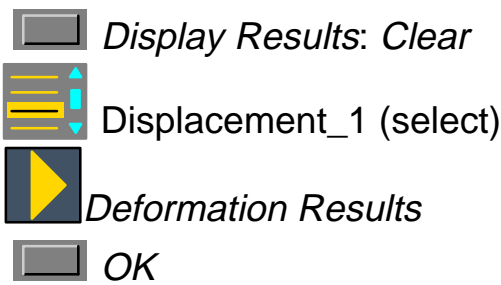 Display Results: Clear
Displacement_1 (select)
Deformation Results
OK